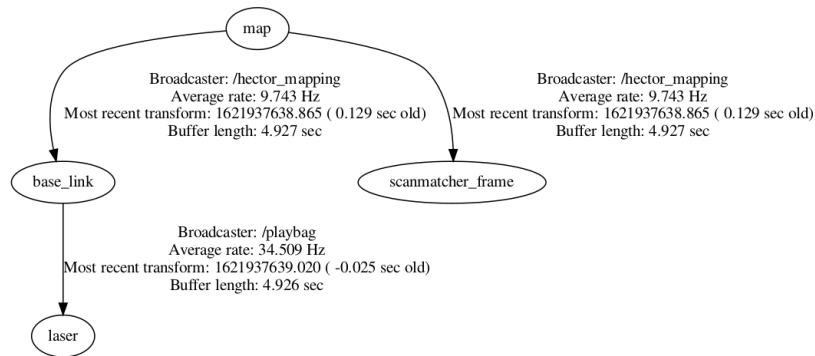 map
Broadcaster: /hector_mapping
Average rate: 9.743 Hz
Most recent transform: 1621937638.865 ( 0.129 sec old)
Buffer length: 4.927 sec
Broadcaster: /hector_mapping
Average rate: 9.743 Hz
Most recent transform: 1621937638.865 ( 0.129 sec old)
Buffer length: 4.927 sec
base_link
scanmatcher_frame
Broadcaster: /playbag
Average rate: 34.509 Hz
Most recent transform: 1621937639.020 ( -0.025 sec old)
Buffer length: 4.926 sec
laser